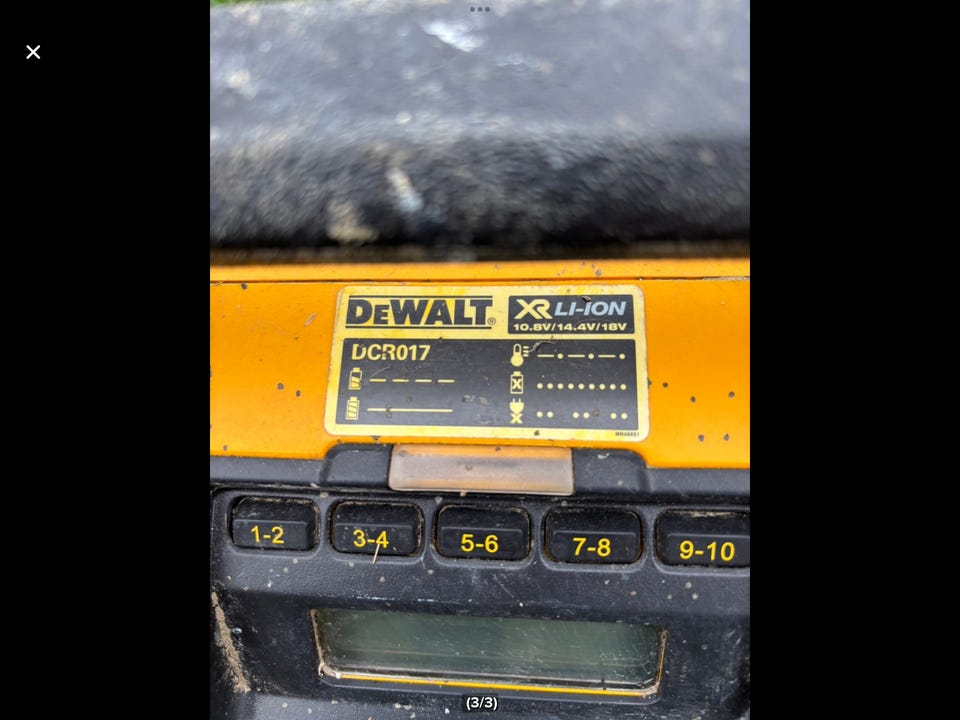 DEWALT®
XR LI-ION
10.8V/14.4V/18V
DCR017
1-2
3-4
5-6
7-8
9-10
(3/3)